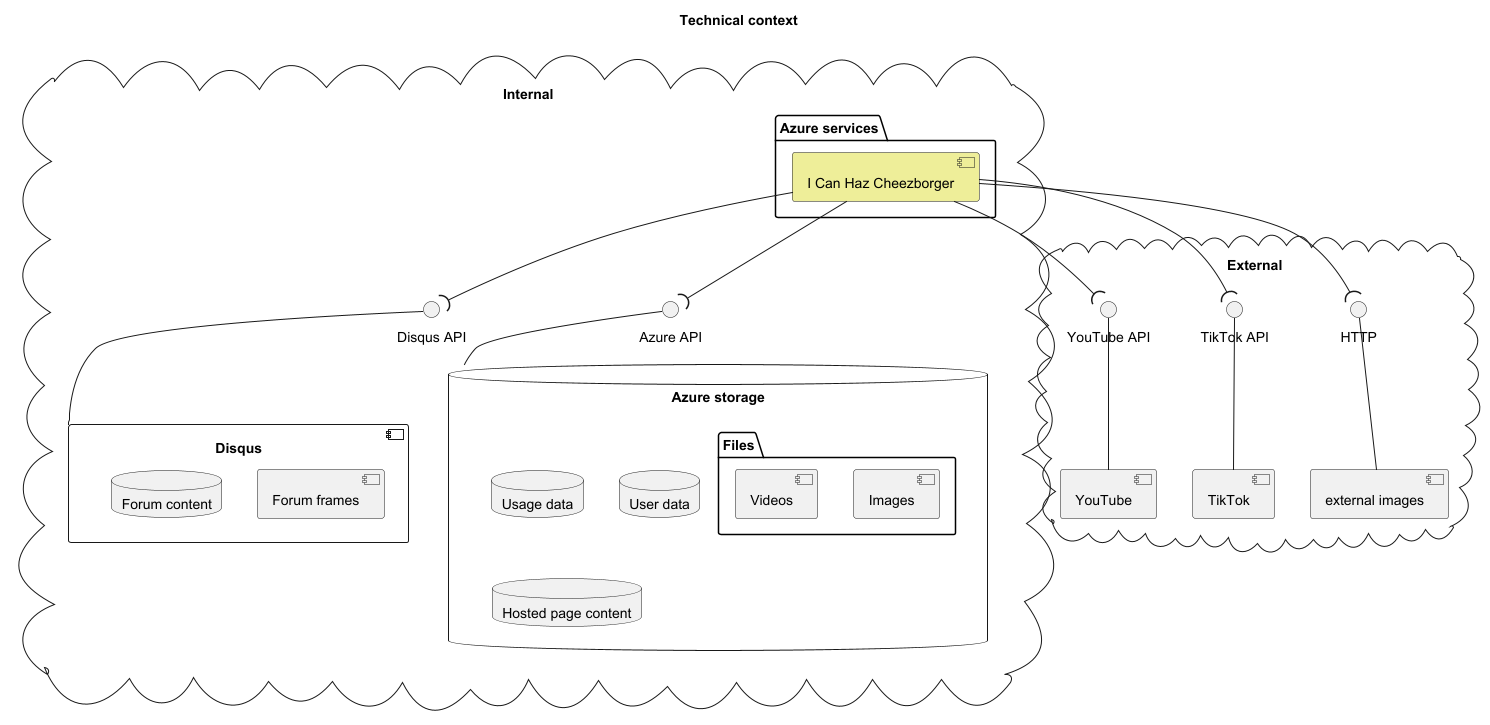 Technical context
Internal
Azure services
I Can Haz Cheezborger
External
Disqus API
Azure API
YouTube API
TikTok API
HTTP
Azure storage
Disqus
Forum content
Forum frames
Files
Usage data
User data
Videos
Images
YouTube
TikTok
external images
Hosted page content